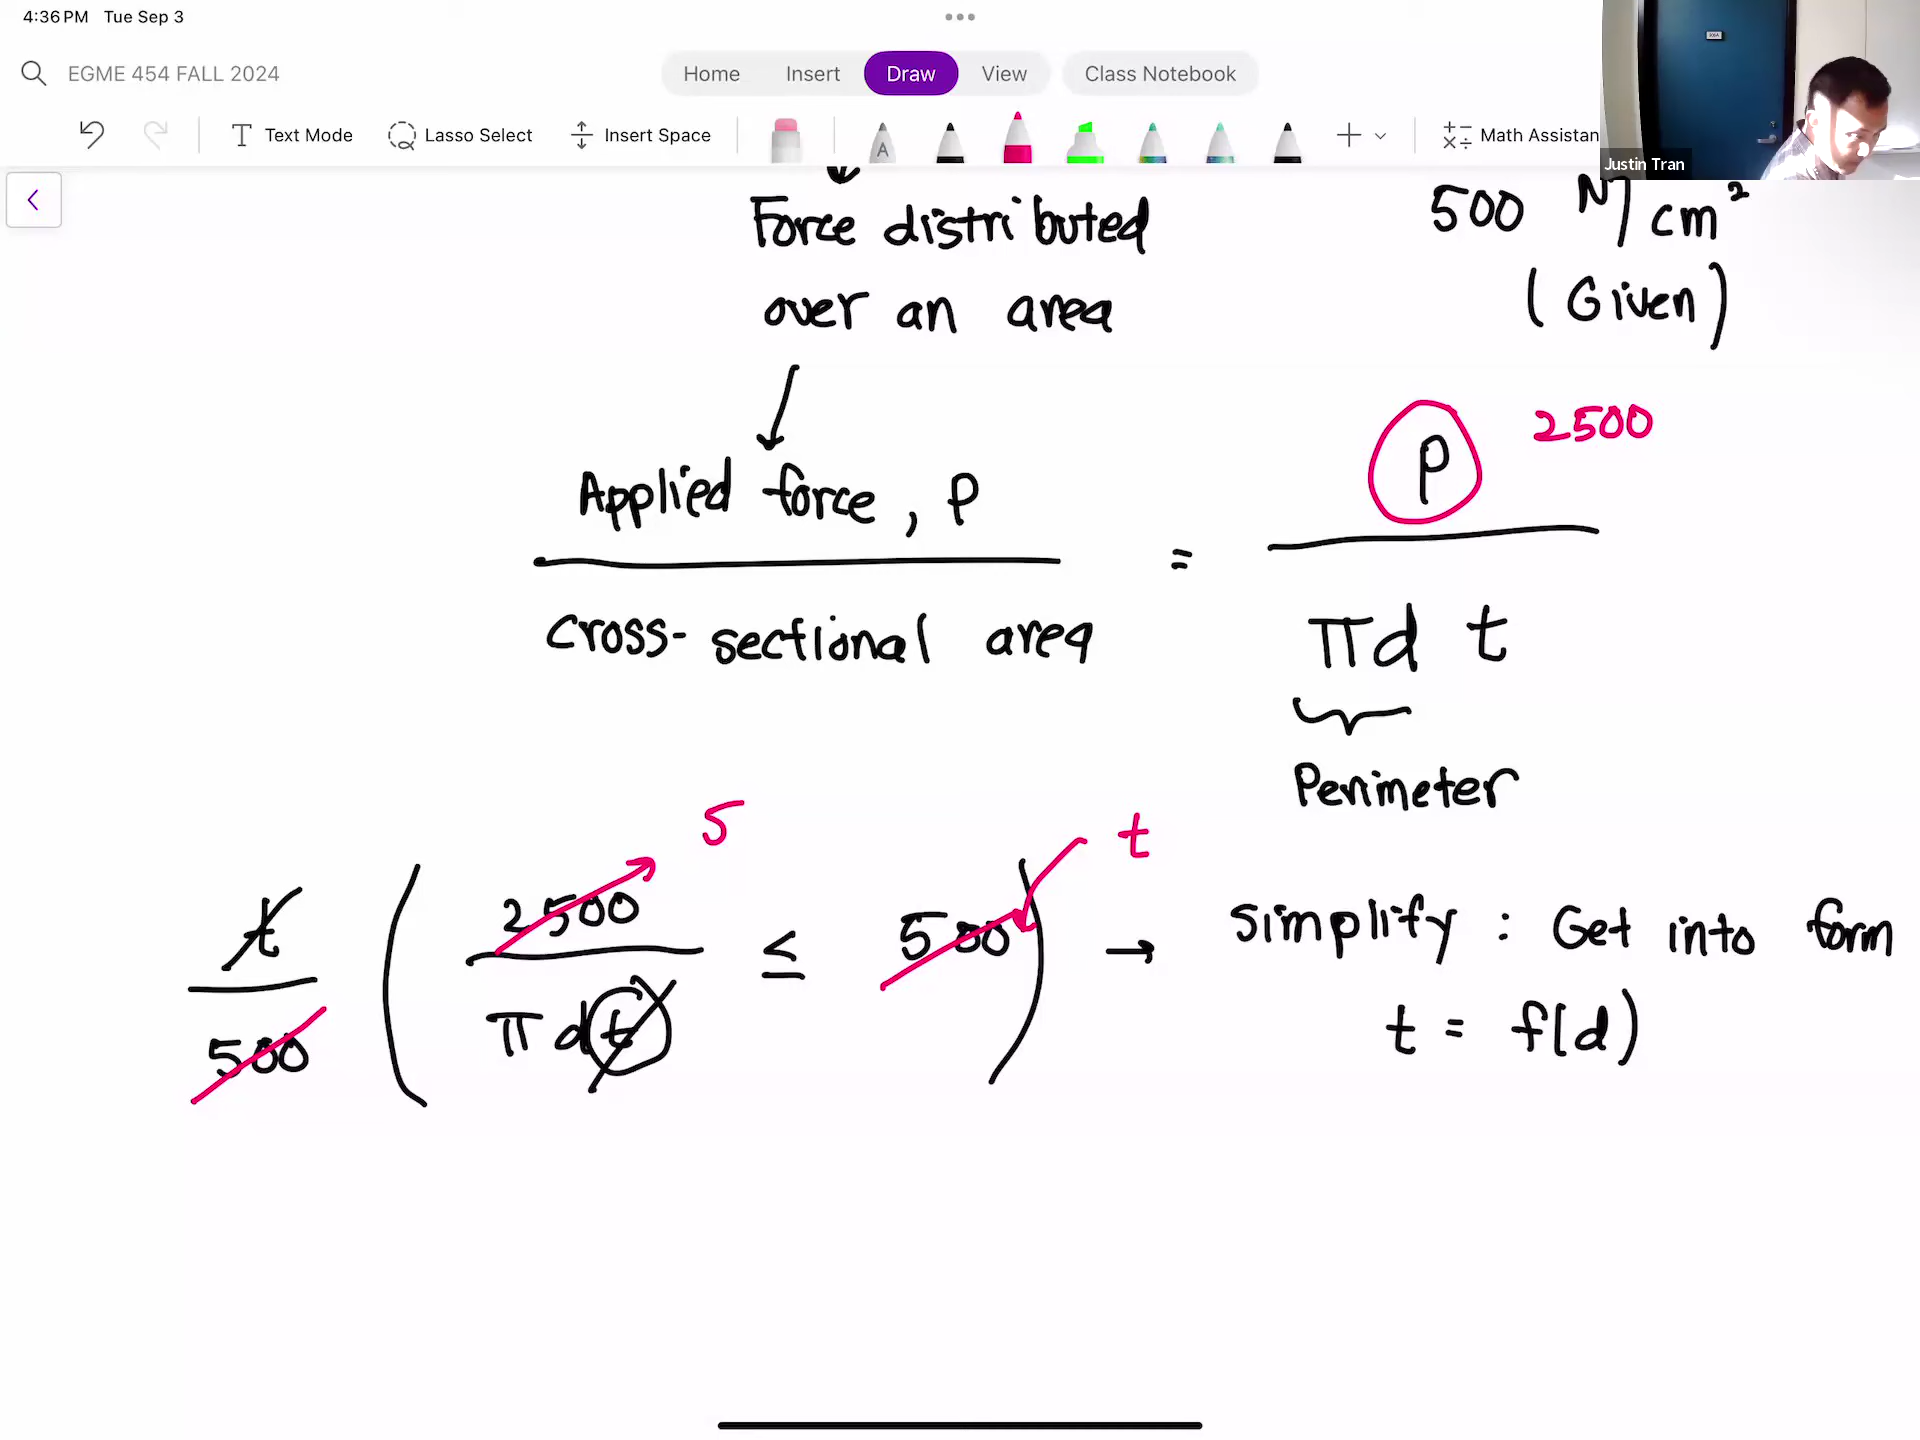 4:36 PM Tue Sep 3
EGME 454 FALL 2024
Home Insert Draw View Class Notebook
Text Mode Lasso Select Insert Space A Math Assistan
Justin Tran
Force distributed
over an area
500 N/cm²
(Given)
Applied force, P
cross-sectional area
=
P 2500
πd t
Perimeter
5
t
t/500 ( 2500/πdt ≤ 500 ) → simplify : Get into form
t = f(d)